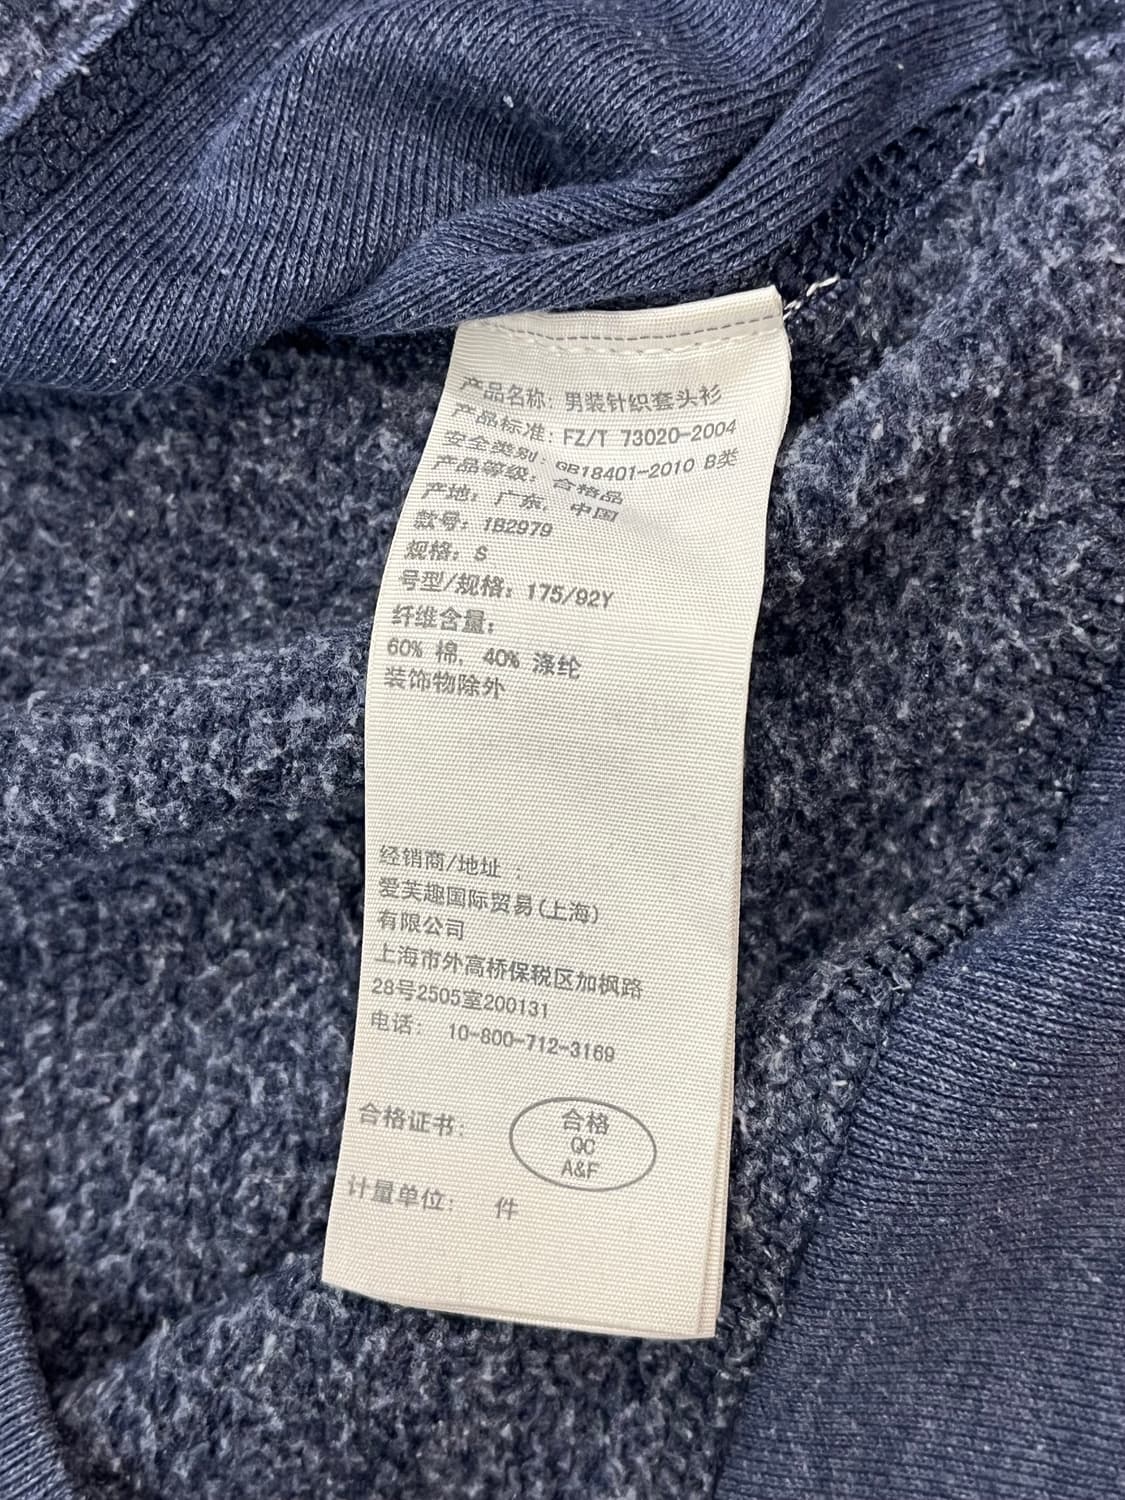 产品名称: 男装针织套头衫
产品标准: FZ/T 73020-2004
安全类别: GB18401-2010 B类
产品等级: 合格品
产地: 广东, 中国
款号: 1B2979
规格: S
号型/规格: 175/92Y
纤维含量:
60% 棉, 40% 涤纶
装饰物除外
经销商/地址 :
爱芙趣国际贸易(上海)
有限公司
上海市外高桥保税区加枫路
28号2505室200131
电话: 10-800-712-3169
合格证书:
合格
QC
A&F
计量单位: 件